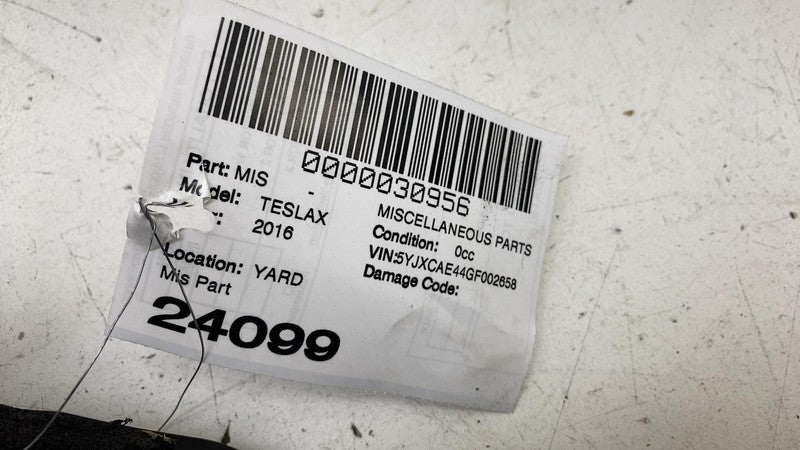 0000030956
Part: MIS -
MISCELLANEOUS PARTS
Model: TESLAX
Condition: 0cc
: 2016
VIN:5YJXCAE44GF002658
Damage Code:
Location: YARD
Mis Part
24099